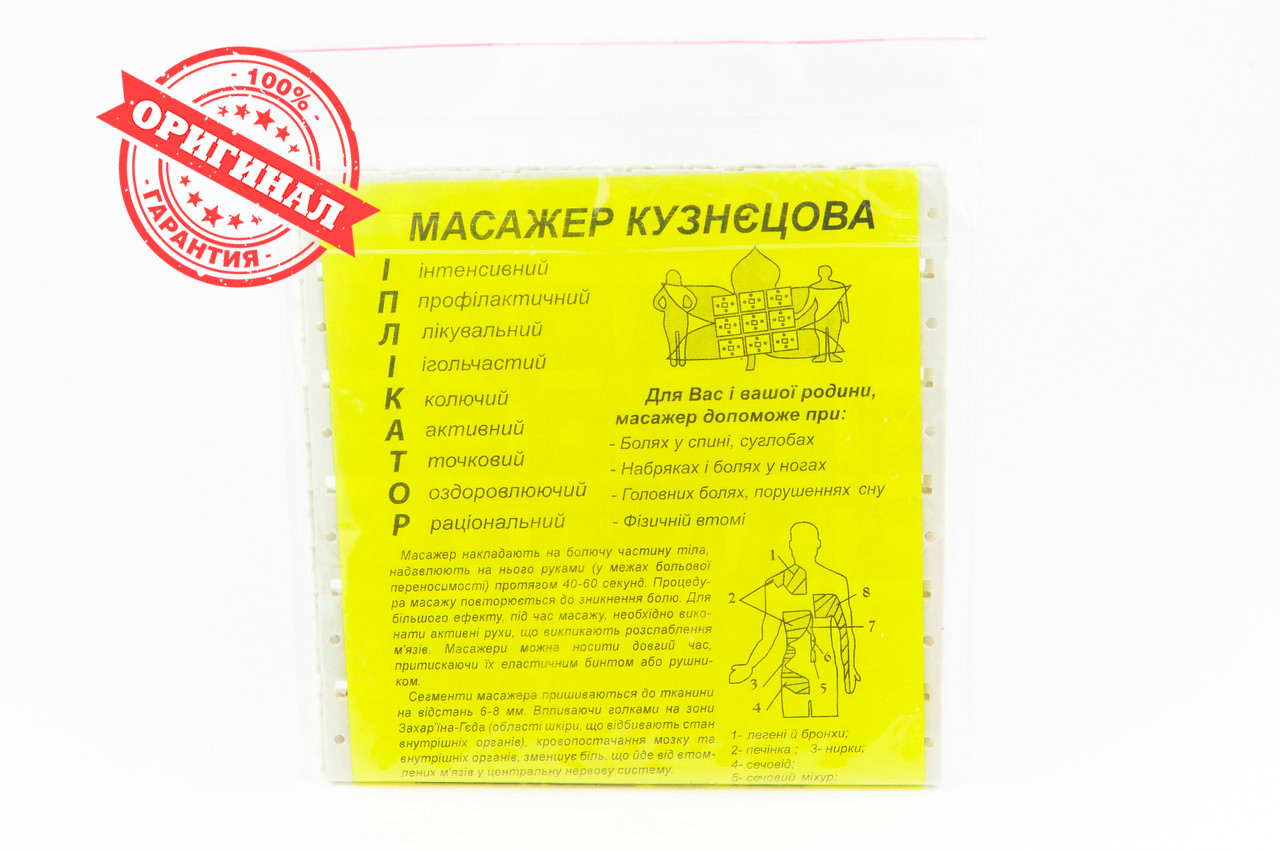 - 100% -
ОРИГИНАЛ
- ГАРАНТИЯ -
МАСАЖЕР КУЗНЄЦОВА
І інтенсивний
П профілактичний
Л лікувальний
І ігольчастий
К колючий
А активний
Т точковий
О оздоровлюючий
Р раціональний
Для Вас і вашої родини,
масажер допоможе при:
- Болях у спині, суглобах
- Набряках і болях у ногах
- Головних болях, порушеннях сну
- Фізичній втомі
Масажер накладають на болючу частину тіла,
надавлюють на нього руками (у межах больової
переносимості) протягом 40-60 секунд. Процеду-
ра масажу повторюється до зникнення болю. Для
більшого ефекту, під час масажу, необхідно вико-
нати активні рухи, що викликають розслаблення
м'язів. Масажери можна носити довгий час,
притискаючи їх еластичним бинтом або рушни-
ком.
Сегменти масажера пришиваються до тканини
на відстань 6-8 мм. Впливаючи голками на зони
Захар'їна-Гєда (області шкіри, що відбивають стан
внутрішніх органів), кровопостачання мозку та
внутрішніх органів, зменшує біль, що йде від втом-
лених м'язів у центральну нервову систему.
1
2
8
7
6
3
5
4
1- легені й бронхи;
2- печінка ; 3- нирки;
4- сечовід;
5- сечовий міхур;